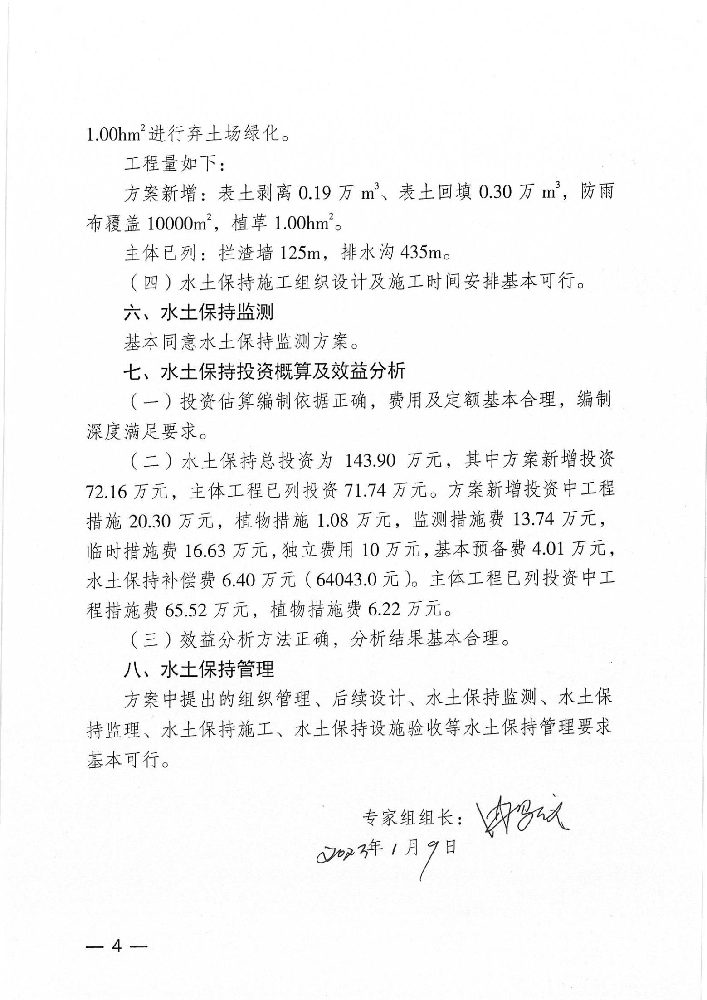 1.00hm²进行弃土场绿化。
工程量如下：
方案新增：表土剥离 0.19 万 m³、表土回填 0.30 万 m³，防雨
布覆盖 10000m²，植草 1.00hm²。
主体已列：拦渣墙 125m，排水沟 435m。
（四）水土保持施工组织设计及施工时间安排基本可行。
六、水土保持监测
基本同意水土保持监测方案。
七、水土保持投资概算及效益分析
（一）投资估算编制依据正确，费用及定额基本合理，编制
深度满足要求。
（二）水土保持总投资为 143.90 万元，其中方案新增投资
72.16 万元，主体工程已列投资 71.74 万元。方案新增投资中工程
措施 20.30 万元，植物措施 1.08 万元，监测措施费 13.74 万元，
临时措施费 16.63 万元，独立费用 10 万元，基本预备费 4.01 万元，
水土保持补偿费 6.40 万元（64043.0 元）。主体工程已列投资中工
程措施费 65.52 万元，植物措施费 6.22 万元。
（三）效益分析方法正确，分析结果基本合理。
八、水土保持管理
方案中提出的组织管理、后续设计、水土保持监测、水土保
持监理、水土保持施工、水土保持设施验收等水土保持管理要求
基本可行。
专家组组长：
2023年1月9日
— 4 —